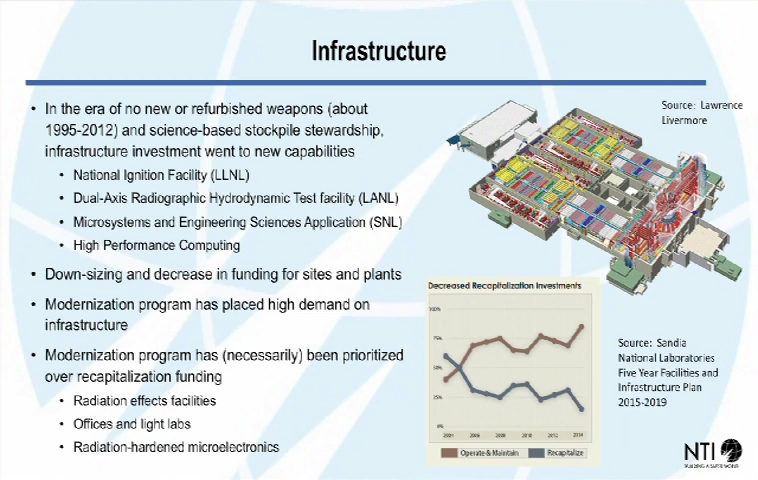 Infrastructure
• In the era of no new or refurbished weapons (about
1995-2012) and science-based stockpile stewardship,
infrastructure investment went to new capabilities
• National Ignition Facility (LLNL)
• Dual-Axis Radiographic Hydrodynamic Test facility (LANL)
• Microsystems and Engineering Sciences Application (SNL)
• High Performance Computing
• Down-sizing and decrease in funding for sites and plants
• Modernization program has placed high demand on
infrastructure
• Modernization program has (necessarily) been prioritized
over recapitalization funding
• Radiation effects facilities
• Offices and light labs
• Radiation-hardened microelectronics
Source: Lawrence
Livermore
Decreased Recapitalization Investments
100%
75%
50%
25%
0%
2004 2006 2008 2010 2012 2014
Operate & Maintain Recapitalize
Source: Sandia
National Laboratories
Five Year Facilities and
Infrastructure Plan
2015-2019
NTI
BUILDING A SAFER WORLD